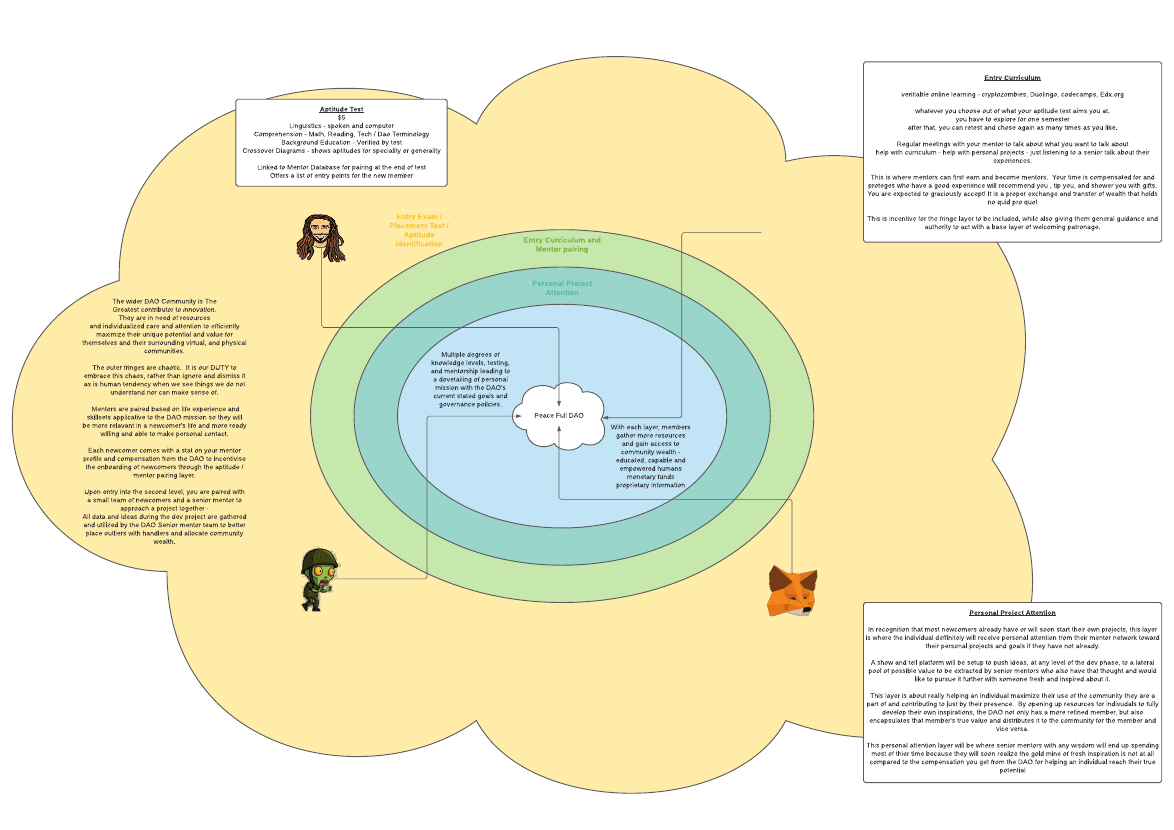 Aptitude Test
$5
Linguistics - spoken and computer
Comprehension - Math, Reading, Tech / Dao Terminology
Background Education - Verified by test
Crossover Diagrams - shows aptitudes for speciality or generality
Linked to Mentor Database for pairing at the end of test
Offers a list of entry points for the new member
Entry Curriculum
veriliable online learning - cryptozombies, Duolingo, codecamps, Edx.org
whatever you choose out of what your aptitude test aims you at,
you have to explore for one semester
after that, you can retest and chose again as many times as you like.
Regular meetings with your mentor to talk about what you want to talk about
help with curriculum - help with personal projects - just listening to a senior talk about their
experiences.
This is where mentors can first earn and become mentors. Your time is compensated for and
proteges who have a good experience will recommend you , tip you, and shower you with gifts.
You are expected to graciously accept! It is a proper exchange and transfer of wealth that holds
no quid pro quo!
This is incentive for the fringe layer to be included, while also giving them general guidance and
authority to act with a base layer of welcoming patronage.
Entry Exam /
Placement Test /
Aptitude
Identification
Entry Curriculum and
Mentor pairing
Personal Project
Attention
The wider DAO Community is The
Greatest contributor to innovation.
They are in need of resources
and individualized care and attention to efficiently
maximize their unique potential and value for
themselves and their surrounding virtual, and physical
communities.
The outer fringes are chaotic. It is our DUTY to
embrace this chaos, rather than ignore and dismiss it
as is human tendency when we see things we do not
understand nor can make sense of.
Mentors are paired based on life experience and
skillsets applicative to the DAO mission so they will
be more relavant in a newcomer's life and more ready
willing and able to make personal contact.
Each newcomer comes with a stat on your mentor
profile and compensation from the DAO to incentivise
the onboarding of newcomers through the aptitude /
mentor pairing layer.
Upon entry into the second level, you are paired with
a small team of newcomers and a senior mentor to
approach a project together -
All data and ideas during the dev project are gathered
and utilized by the DAO Senior mentor team to better
place outliers with handlers and allocate community
wealth.
Multiple degrees of
knowledge levels, testing,
and mentorship leading to
a dovetailing of personal
mission with the DAO's
current stated goals and
governance policies.
Peace Full DAO
With each layer, members
gather more resources
and gain access to
community wealth -
educated, capable and
empowered humans
monetary funds
proprietary information
Personal Project Attention
In recognition that most newcomers already have or will soon start their own projects, this layer
is where the individual definitely will receive personal attention from their mentor network toward
their personal projects and goals if they have not already.
A show and tell platform will be setup to push ideas, at any level of the dev phase, to a lateral
pool of possible value to be extracted by senior mentors who also have that thought and would
like to pursue it further with someone fresh and inspired about it.
This layer is about really helping an individual maximize their use of the community they are a
part of and contributing to just by their presence. By opening up resources for indivudals to fully
develop their own inspirations, the DAO not only has a more refined member, but also
encapsulates that member's true value and distributes it to the community for the member and
vice versa.
This personal attention layer will be where senior mentors with any wisdom will end up spending
most of thier time because they will soon realize the gold mine of fresh inspiration is not at all
compared to the compensation you get from the DAO for helping an individual reach their true
potential